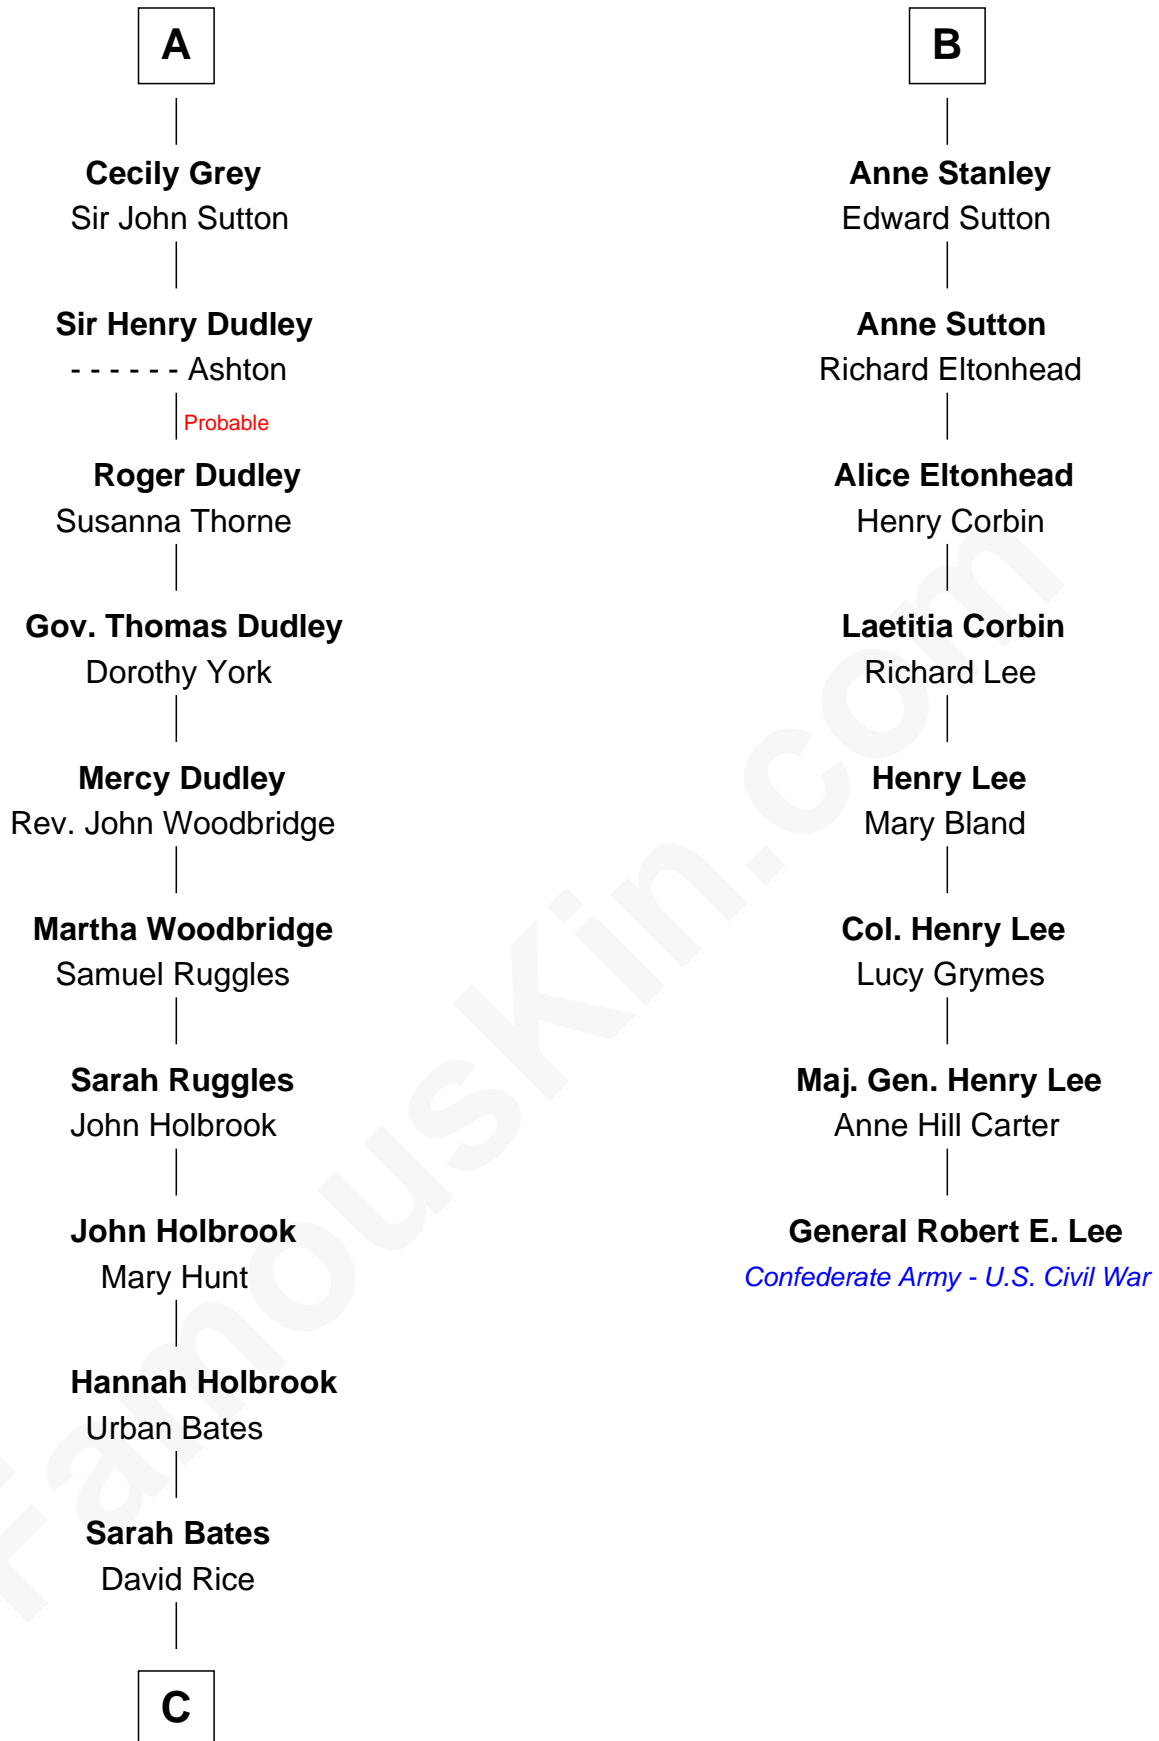 A
Cecily Grey
Sir John Sutton
Sir Henry Dudley
- - - - - - Ashton
Probable
Roger Dudley
Susanna Thorne
Gov. Thomas Dudley
Dorothy York
Mercy Dudley
Rev. John Woodbridge
Martha Woodbridge
Samuel Ruggles
Sarah Ruggles
John Holbrook
John Holbrook
Mary Hunt
Hannah Holbrook
Urban Bates
Sarah Bates
David Rice
C
B
Anne Stanley
Edward Sutton
Anne Sutton
Richard Eltonhead
Alice Eltonhead
Henry Corbin
Laetitia Corbin
Richard Lee
Henry Lee
Mary Bland
Col. Henry Lee
Lucy Grymes
Maj. Gen. Henry Lee
Anne Hill Carter
General Robert E. Lee
Confederate Army - U.S. Civil War
FamousKin.com